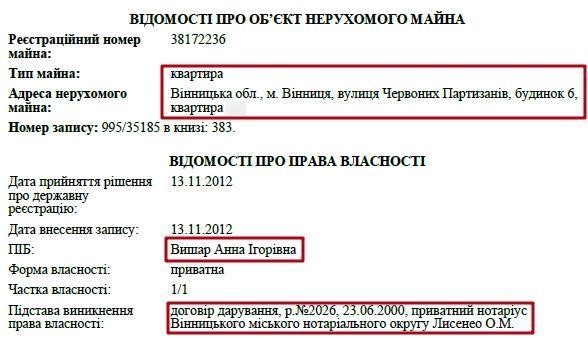 ВІДОМОСТІ ПРО ОБ’ЄКТ НЕРУХОМОГО МАЙНА
Реєстраційний номер майна: 38172236
Тип майна: квартира
Адреса нерухомого майна: Вінницька обл., м. Вінниця, вулиця Червоних Партизанів, будинок 6,
квартира
Номер запису: 995/35185 в книзі: 383.
ВІДОМОСТІ ПРО ПРАВА ВЛАСНОСТІ
Дата прийняття рішення про державну реєстрацію: 13.11.2012
Дата внесення запису: 13.11.2012
ПІБ: Вишар Анна Ігорівна
Форма власності: приватна
Частка власності: 1/1
Підстава виникнення права власності: договір дарування, р.№2026, 23.06.2000, приватний нотаріус
Вінницького міського нотаріального округу Лисенео О.М.